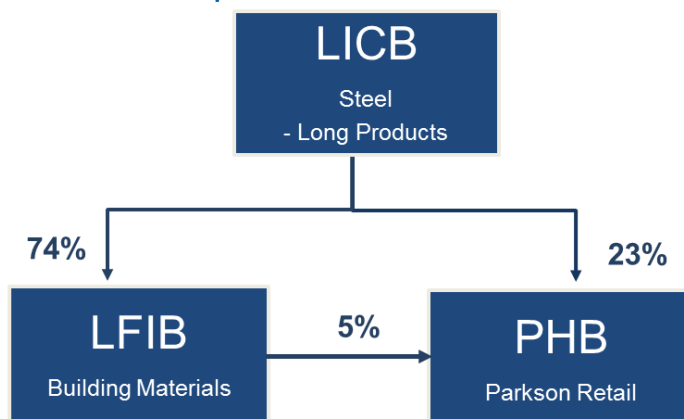 LICB
Steel
- Long Products
74%
23%
LFIB
Building Materials
5%
PHB
Parkson Retail